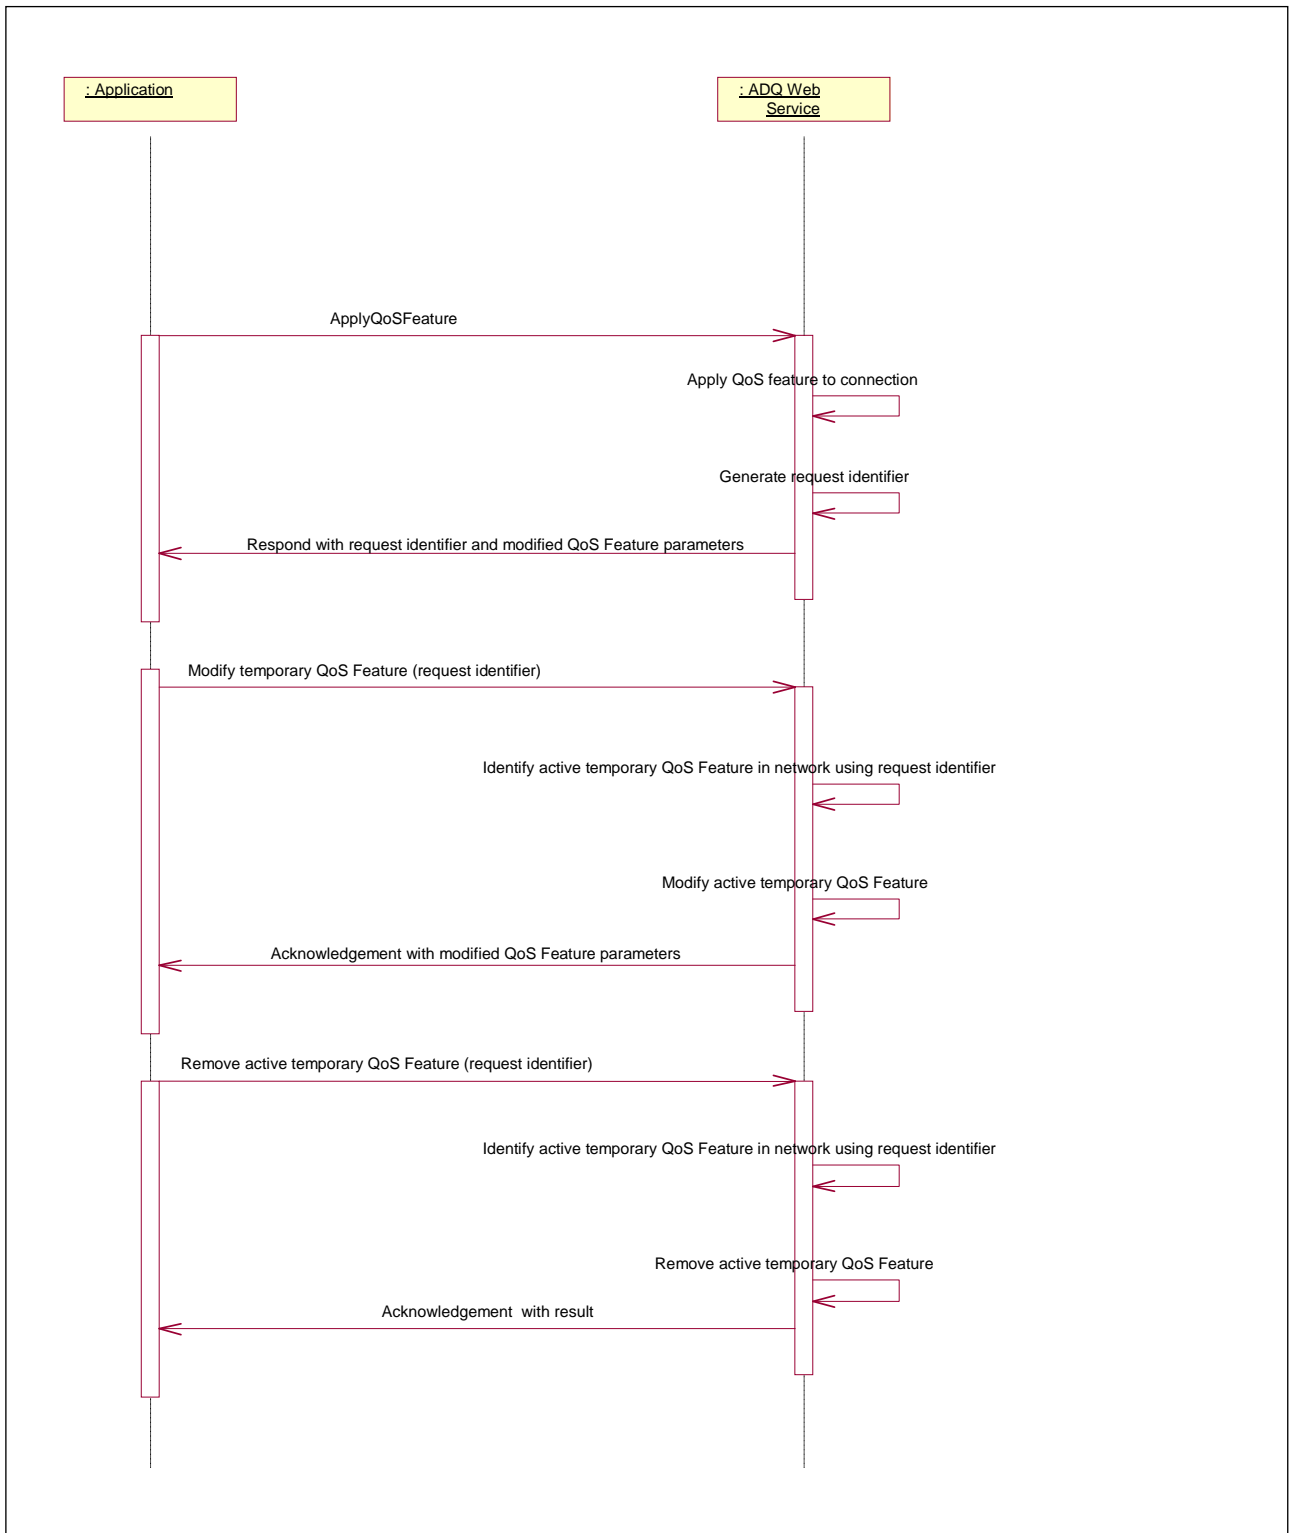 : Application
: ADQ Web
Service
ApplyQoSFeature
Apply QoS feature to connection
Generate request identifier
Respond with request identifier and modified QoS Feature parameters
Modify temporary QoS Feature (request identifier)
Identify active temporary QoS Feature in network using request identifier
Modify active temporary QoS Feature
Acknowledgement with modified QoS Feature parameters
Remove active temporary QoS Feature (request identifier)
Identify active temporary QoS Feature in network using request identifier
Remove active temporary QoS Feature
Acknowledgement  with result